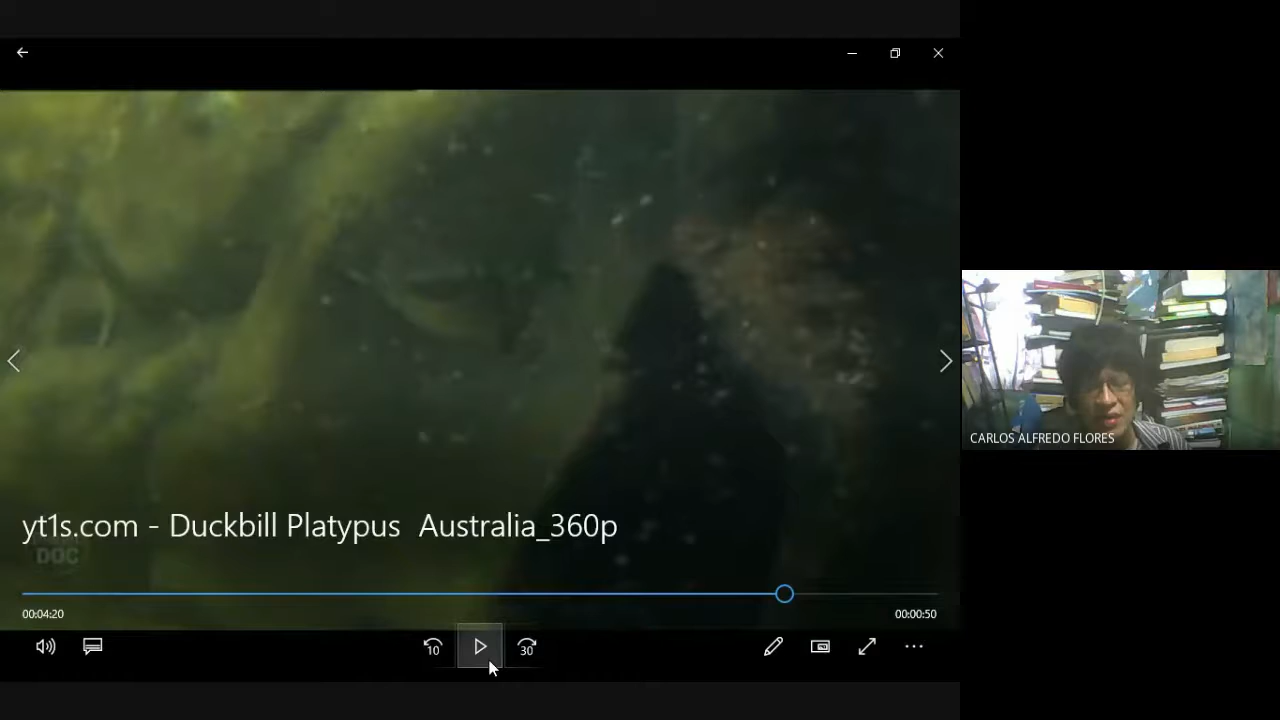 yt1s.com - Duckbill Platypus  Australia_360p
DOC
00:04:20
00:00:50
10
30
CARLOS ALFREDO FLORES